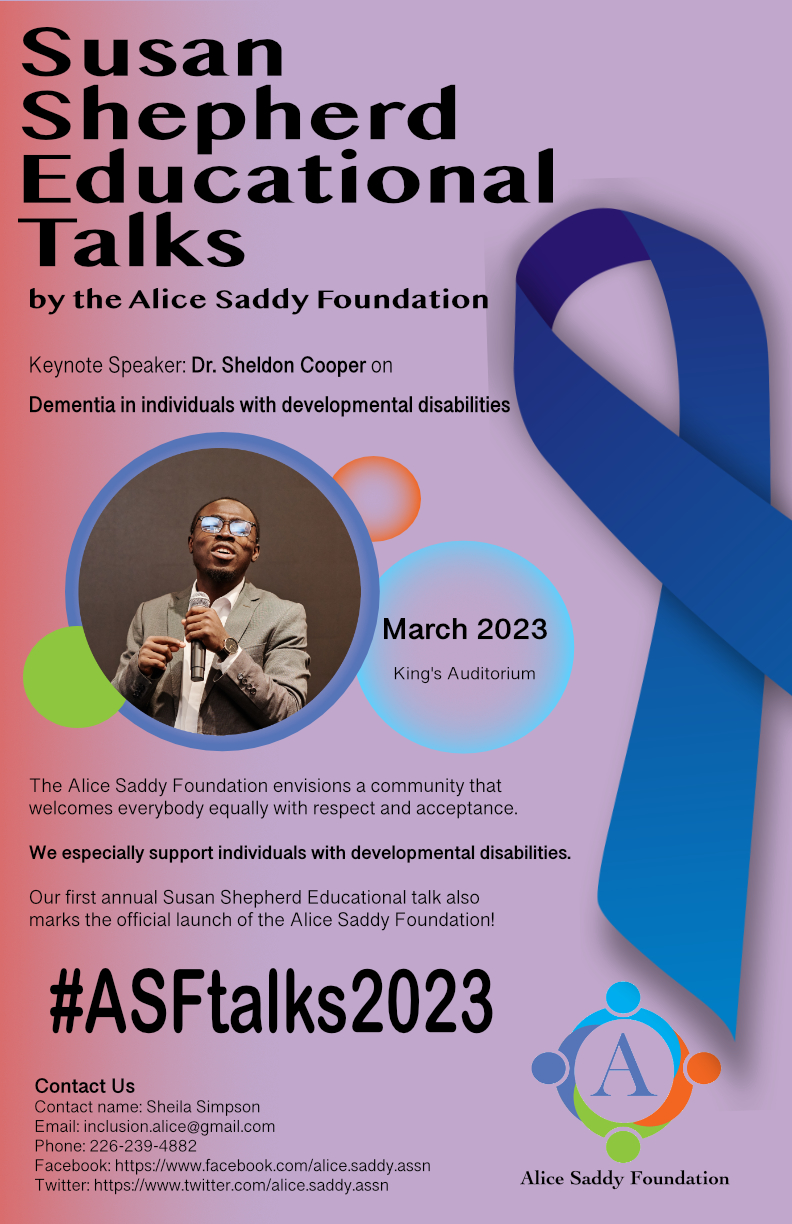 Susan
Shepherd
Educational
Talks
by the Alice Saddy Foundation
Keynote Speaker: Dr. Sheldon Cooper on
Dementia in individuals with developmental disabilities
March 2023
King's Auditorium
The Alice Saddy Foundation envisions a community that
welcomes everybody equally with respect and acceptance.
We especially support individuals with developmental disabilities.
Our first annual Susan Shepherd Educational talk also
marks the official launch of the Alice Saddy Foundation!
#ASFtalks2023
Contact Us
Contact name: Sheila Simpson
Email: inclusion.alice@gmail.com
Phone: 226-239-4882
Facebook: https://www.facebook.com/alice.saddy.assn
Twitter: https://www.twitter.com/alice.saddy.assn
A
Alice Saddy Foundation